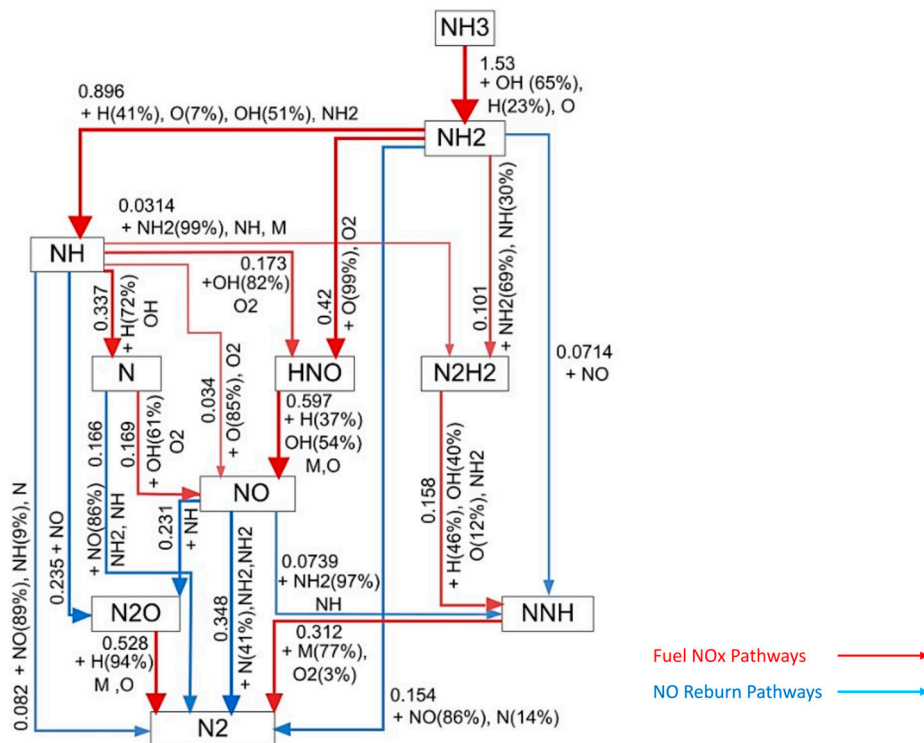 NH3
1.53
+ OH (65%),
H(23%), O
0.896
+ H(41%), O(7%), OH(51%), NH2
NH2
0.0314
+ NH2(99%), NH, M
NH
0.173
+OH(82%)
O2
0.337
+ H(72%)
OH
0.42
+ O(99%), O2
0.101
+ NH2(69%), NH(30%)
0.0714
+ NO
N
HNO
N2H2
0.034
+ O(85%), O2
0.597
+ H(37%)
OH(54%)
M,O
0.166
+ NO(86%)
NH2, NH
0.169
+ OH(61%)
O2
NO
0.158
+ H(46%), OH(40%)
O(12%), NH2
0.082 + NO(89%), NH(9%), N
0.235 + NO
0.231
+ NH
0.348
+ N(41%),NH2,NH2
0.0739
+ NH2(97%)
NH
N2O
NNH
0.528
+ H(94%)
M ,O
0.312
+ M(77%),
O2(3%)
0.154
+ NO(86%), N(14%)
N2
Fuel NOx Pathways
NO Reburn Pathways